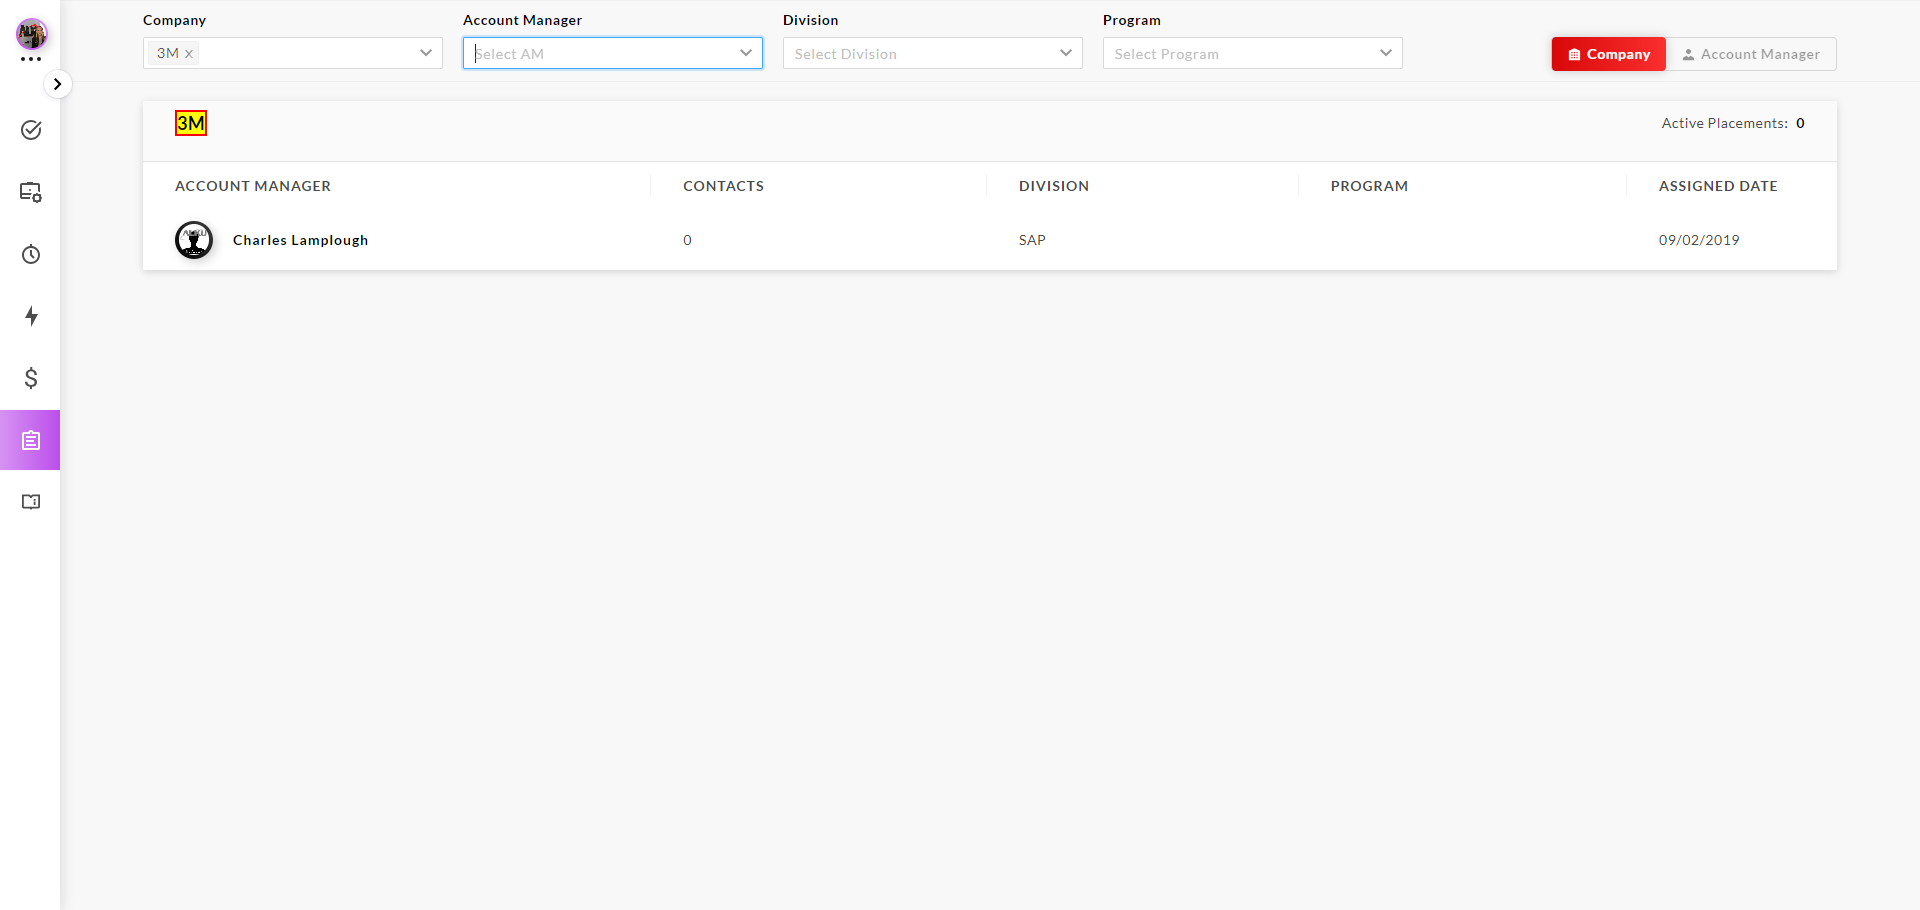 Company
Account Manager
Division
Program
3M x
Select AM
Select Division
Select Program
Company
Account Manager
3M
Active Placements: 0
ACCOUNT MANAGER
CONTACTS
DIVISION
PROGRAM
ASSIGNED DATE
Charles Lamplough
0
SAP
09/02/2019